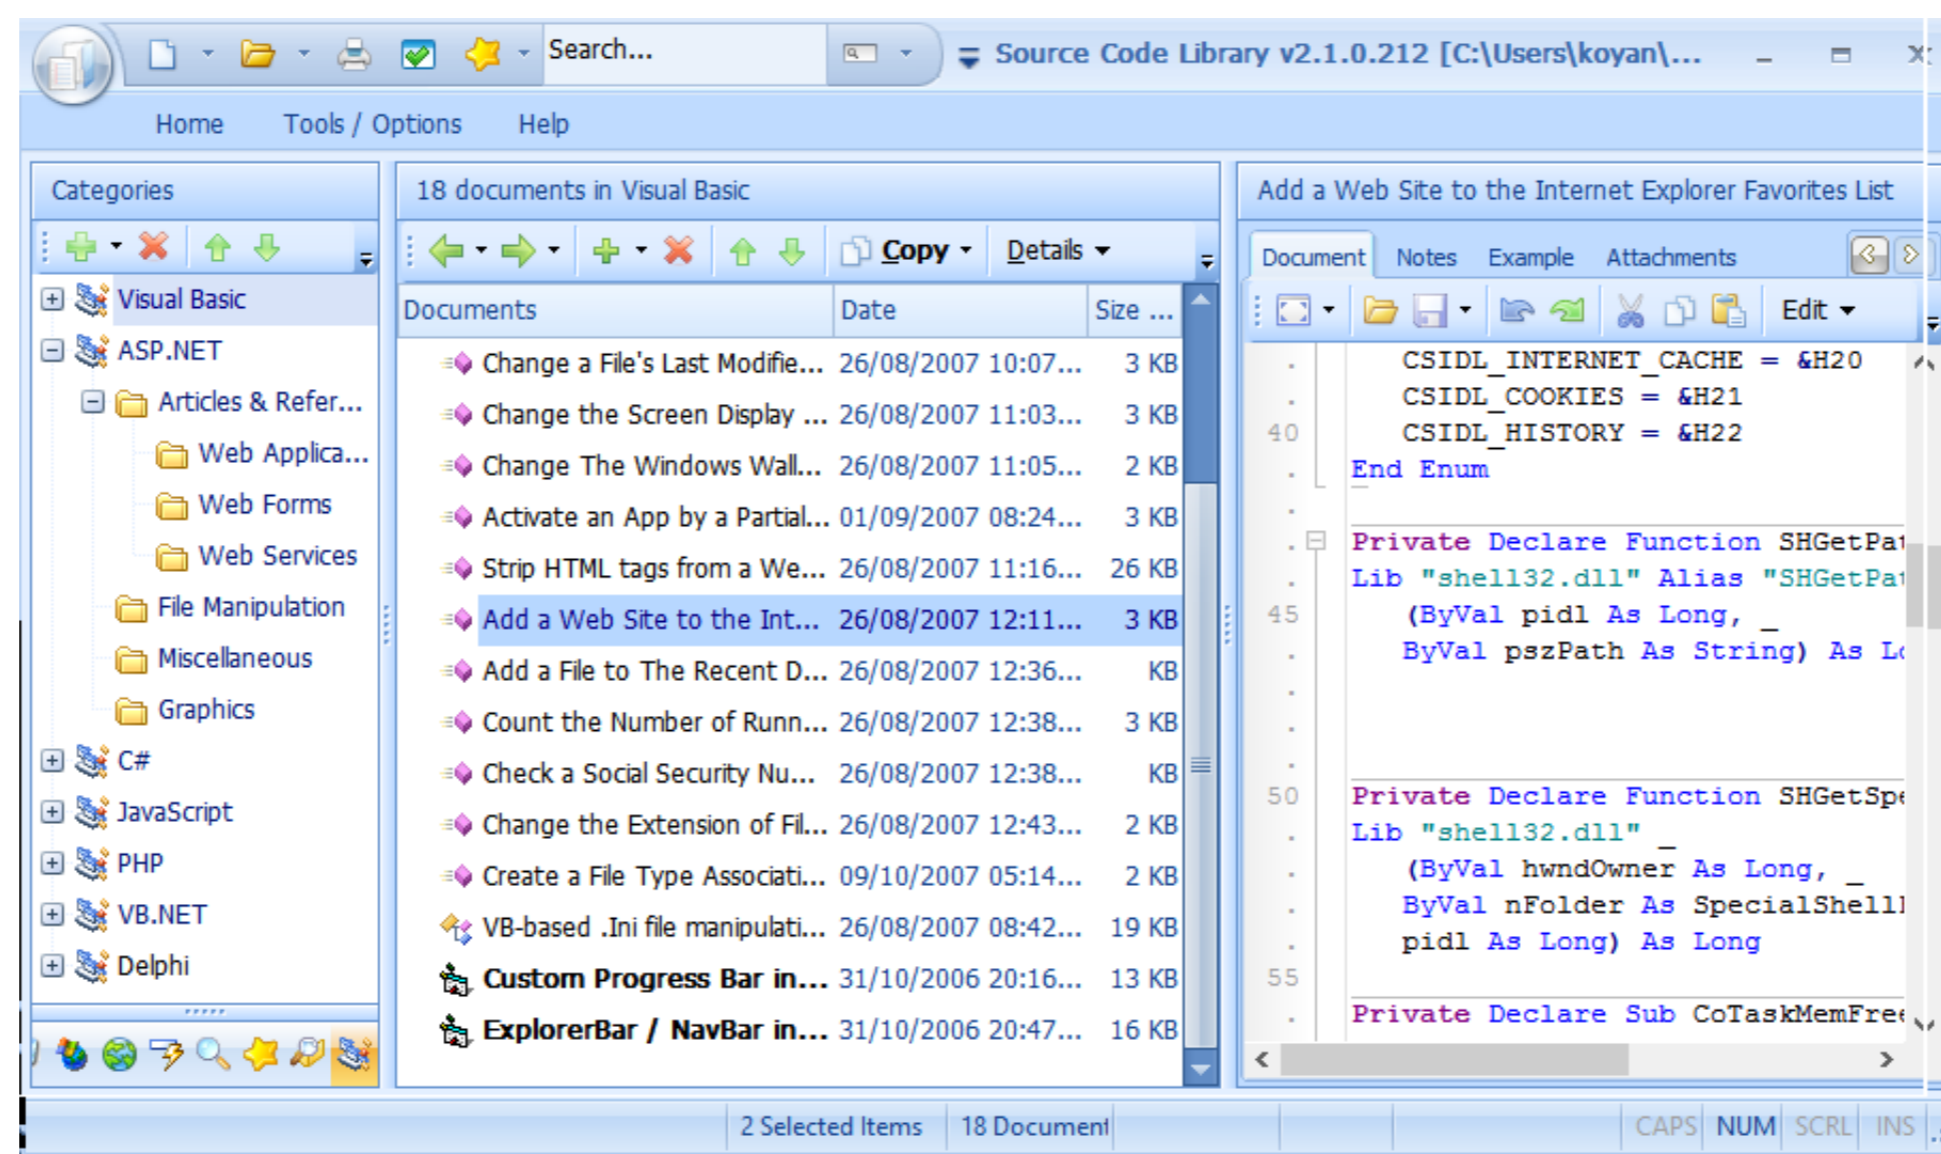 Search...
Source Code Library v2.1.0.212 [C:\Users\koyan\...
Home Tools / Options Help
Categories
Visual Basic
ASP.NET
Articles & Refer...
Web Applica...
Web Forms
Web Services
File Manipulation
Miscellaneous
Graphics
C#
JavaScript
PHP
VB.NET
Delphi
18 documents in Visual Basic
Copy Details
Documents Date Size ...
Change a File's Last Modifie... 26/08/2007 10:07... 3 KB
Change the Screen Display ... 26/08/2007 11:03... 3 KB
Change The Windows Wall... 26/08/2007 11:05... 2 KB
Activate an App by a Partial... 01/09/2007 08:24... 3 KB
Strip HTML tags from a We... 26/08/2007 11:16... 26 KB
Add a Web Site to the Int... 26/08/2007 12:11... 3 KB
Add a File to The Recent D... 26/08/2007 12:36... KB
Count the Number of Runn... 26/08/2007 12:38... 3 KB
Check a Social Security Nu... 26/08/2007 12:38... KB
Change the Extension of Fil... 26/08/2007 12:43... 2 KB
Create a File Type Associati... 09/10/2007 05:14... 2 KB
VB-based .Ini file manipulati... 26/08/2007 08:42... 19 KB
Custom Progress Bar in... 31/10/2006 20:16... 13 KB
ExplorerBar / NavBar in... 31/10/2006 20:47... 16 KB
Add a Web Site to the Internet Explorer Favorites List
Document Notes Example Attachments
Edit
CSIDL_INTERNET_CACHE = &H20
CSIDL_COOKIES = &H21
40 CSIDL_HISTORY = &H22
End Enum
Private Declare Function SHGetPat
Lib "shell32.dll" Alias "SHGetPat
45 (ByVal pidl As Long, _
ByVal pszPath As String) As Lo
50 Private Declare Function SHGetSpe
Lib "shell32.dll" _
(ByVal hwndOwner As Long, _
ByVal nFolder As SpecialShell
pidl As Long) As Long
55
Private Declare Sub CoTaskMemFree
2 Selected Items 18 Document CAPS NUM SCRL INS